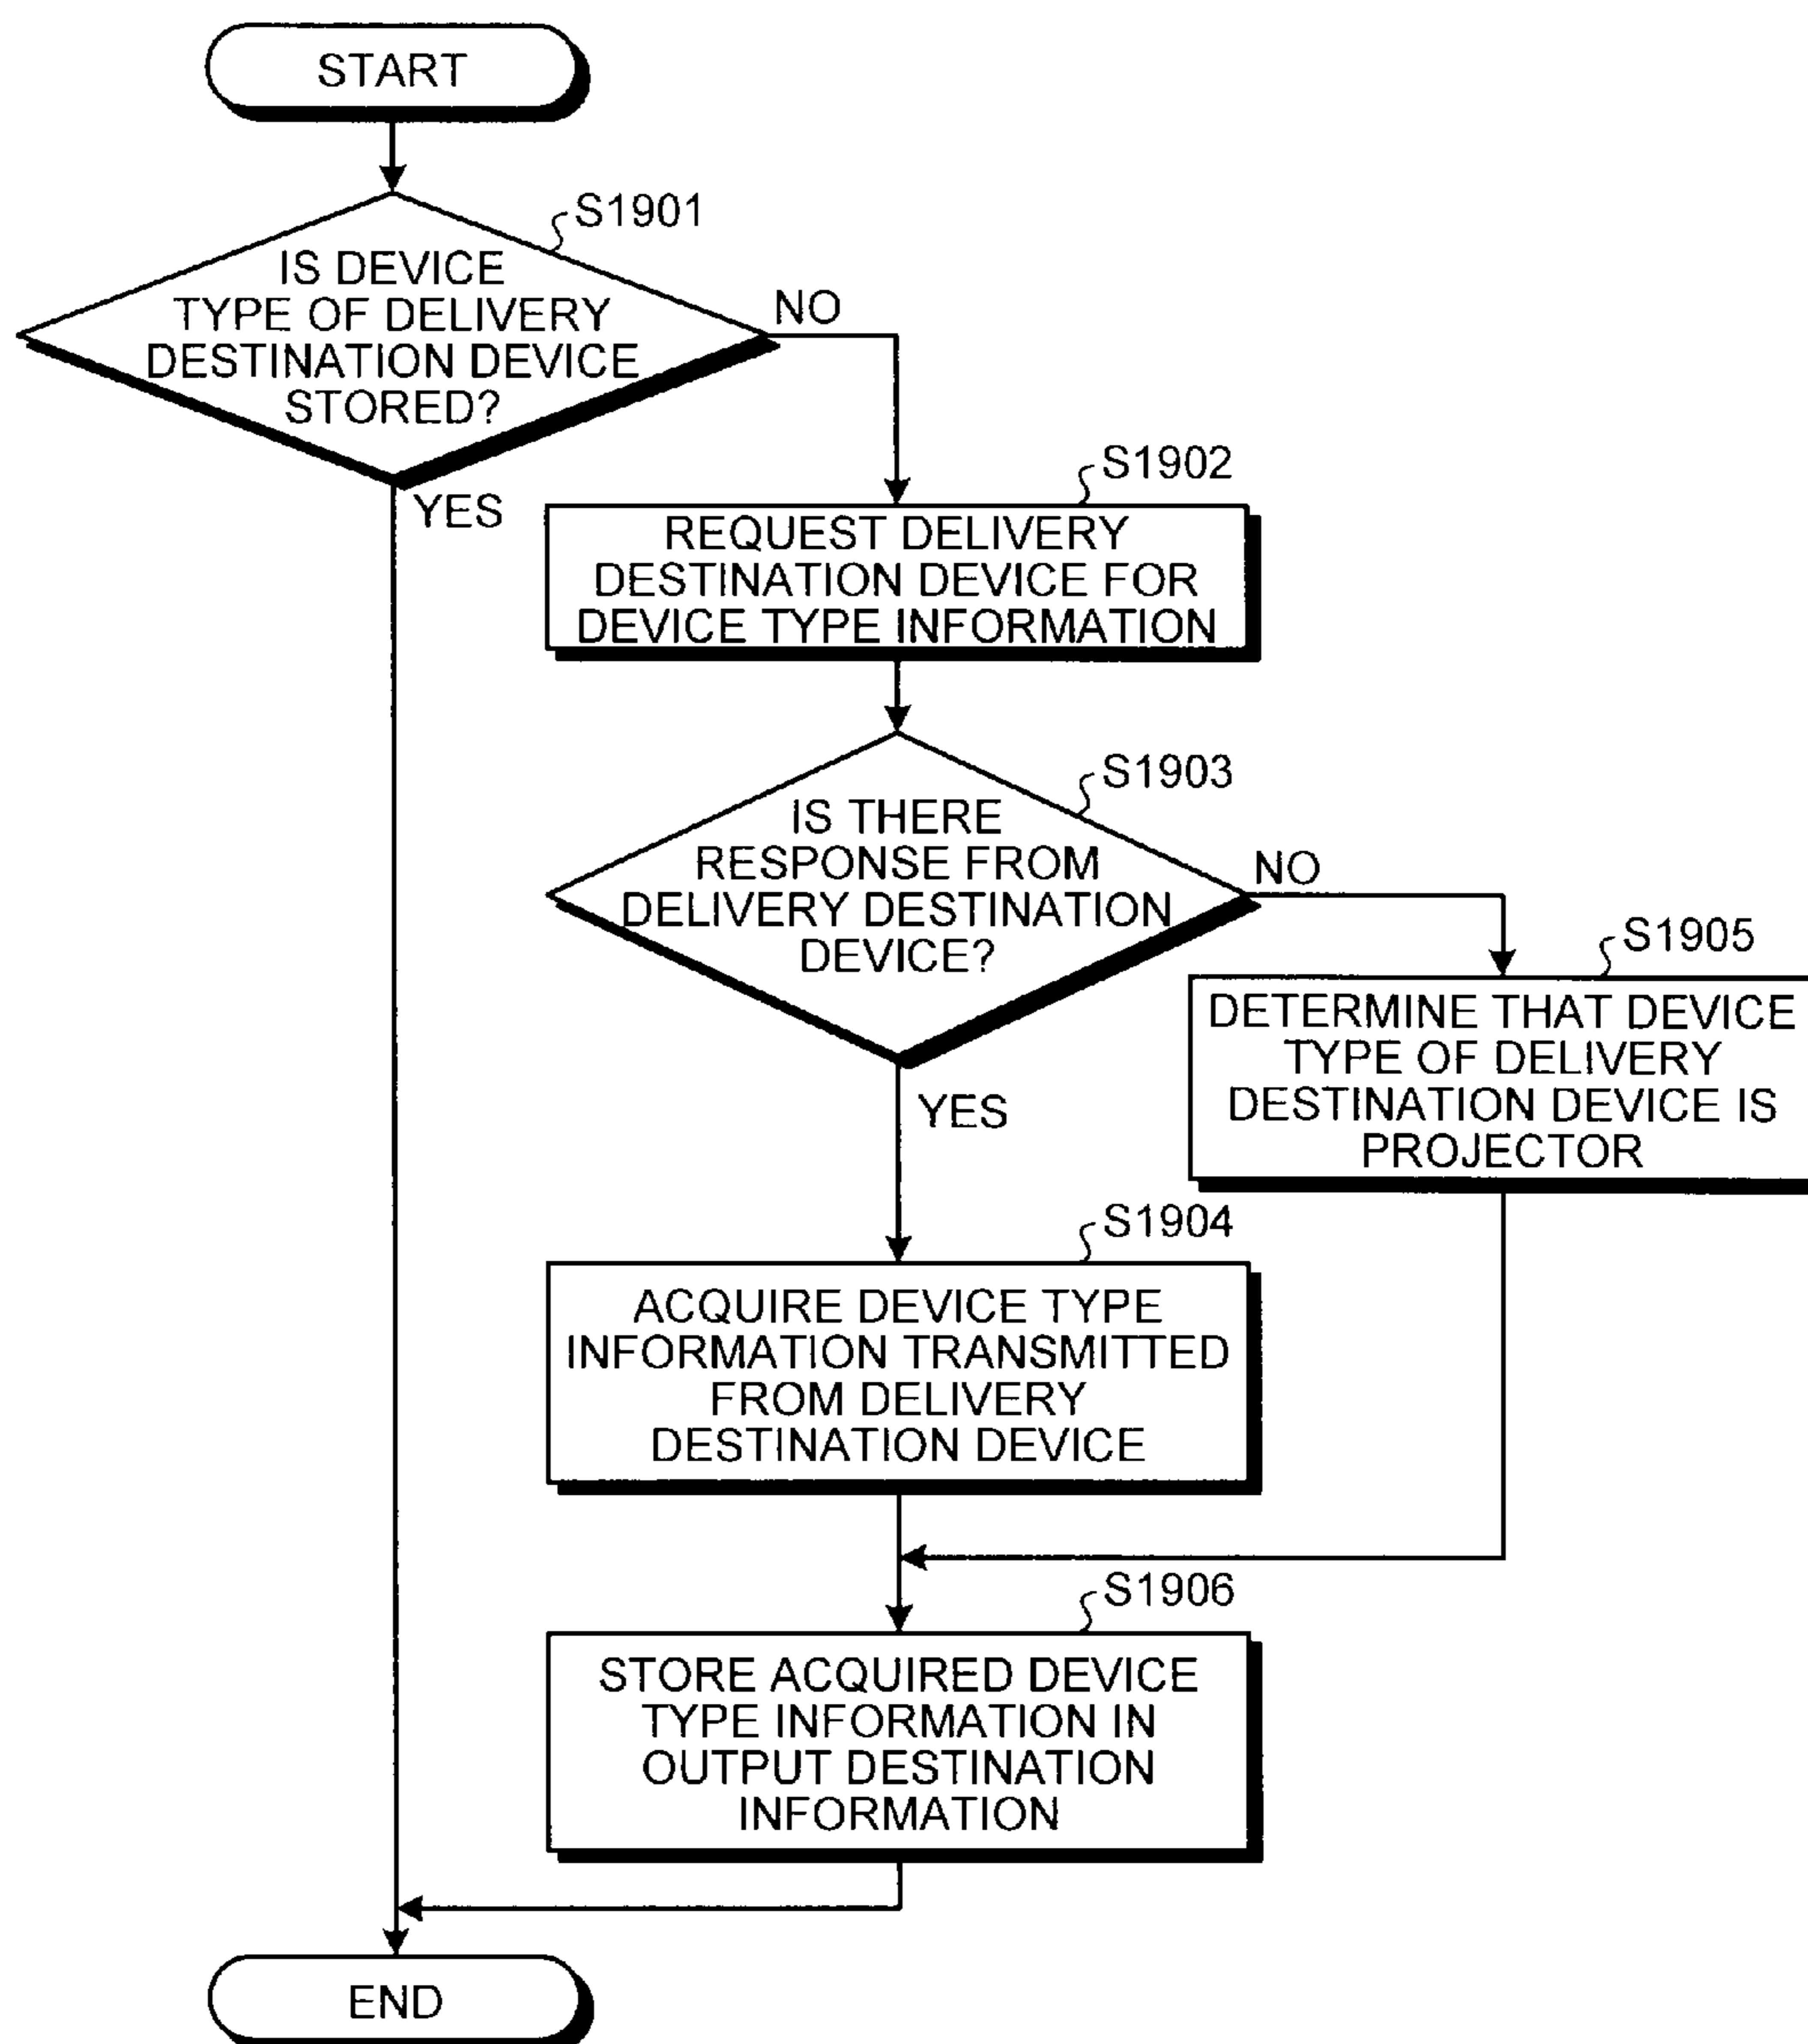 START
S1901
IS DEVICE
TYPE OF DELIVERY
DESTINATION DEVICE
STORED?
NO
YES
S1902
REQUEST DELIVERY
DESTINATION DEVICE FOR
DEVICE TYPE INFORMATION
S1903
IS THERE
RESPONSE FROM
DELIVERY DESTINATION
DEVICE?
NO
YES
S1905
DETERMINE THAT DEVICE
TYPE OF DELIVERY
DESTINATION DEVICE IS
PROJECTOR
S1904
ACQUIRE DEVICE TYPE
INFORMATION TRANSMITTED
FROM DELIVERY
DESTINATION DEVICE
S1906
STORE ACQUIRED DEVICE
TYPE INFORMATION IN
OUTPUT DESTINATION
INFORMATION
END